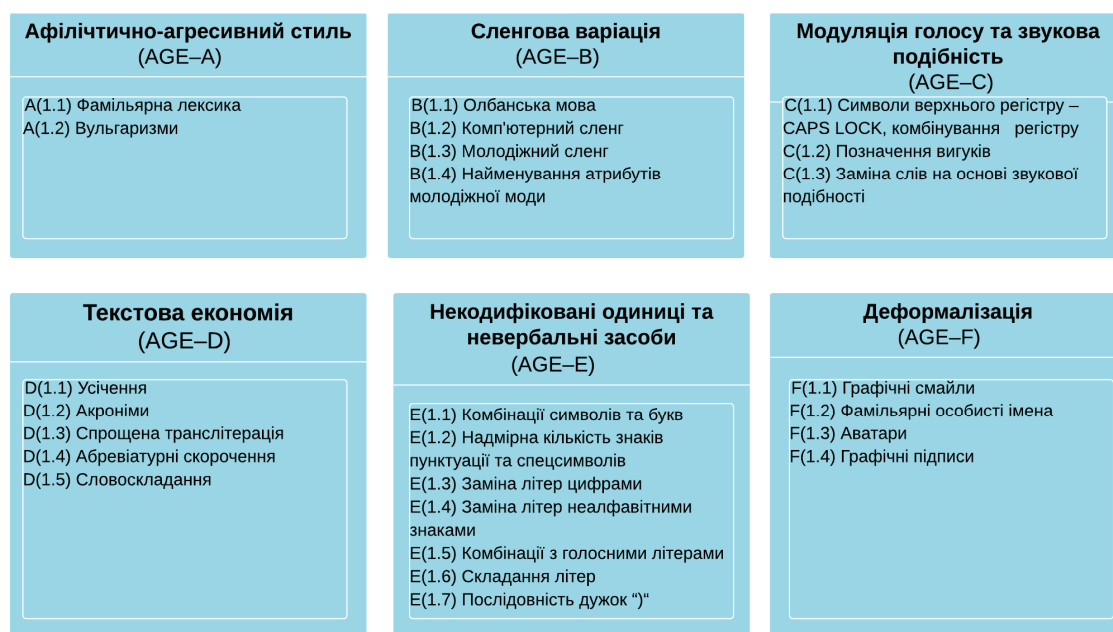 Афілічтично-агресивний стиль
(AGE–A)
А(1.1) Фамільярна лексика
А(1.2) Вульгаризми
Сленгова варіація
(AGE–B)
В(1.1) Олбанська мова
В(1.2) Комп'ютерний сленг
В(1.3) Молодіжний сленг
В(1.4) Найменування атрибутів
молодіжної моди
Модуляція голосу та звукова
подібність
(AGE–C)
С(1.1) Символи верхнього регістру –
CAPS LOCK, комбінування регістру
С(1.2) Позначення вигуків
С(1.3) Заміна слів на основі звукової
подібності
Текстова економія
(AGE–D)
D(1.1) Усічення
D(1.2) Акроніми
D(1.3) Спрощена транслітерація
D(1.4) Абревіатурні скорочення
D(1.5) Словоскладання
Некодифіковані одиниці та
невербальні засоби
(AGE–E)
E(1.1) Комбінації символів та букв
E(1.2) Надмірна кількість знаків
пунктуації та спецсимволів
E(1.3) Заміна літер цифрами
E(1.4) Заміна літер неалфавітними
знаками
E(1.5) Комбінації з голосними літерами
E(1.6) Складання літер
E(1.7) Послідовність дужок “)“
Деформалізація
(AGE–F)
F(1.1) Графічні смайли
F(1.2) Фамільярні особисті імена
F(1.3) Аватари
F(1.4) Графічні підписи